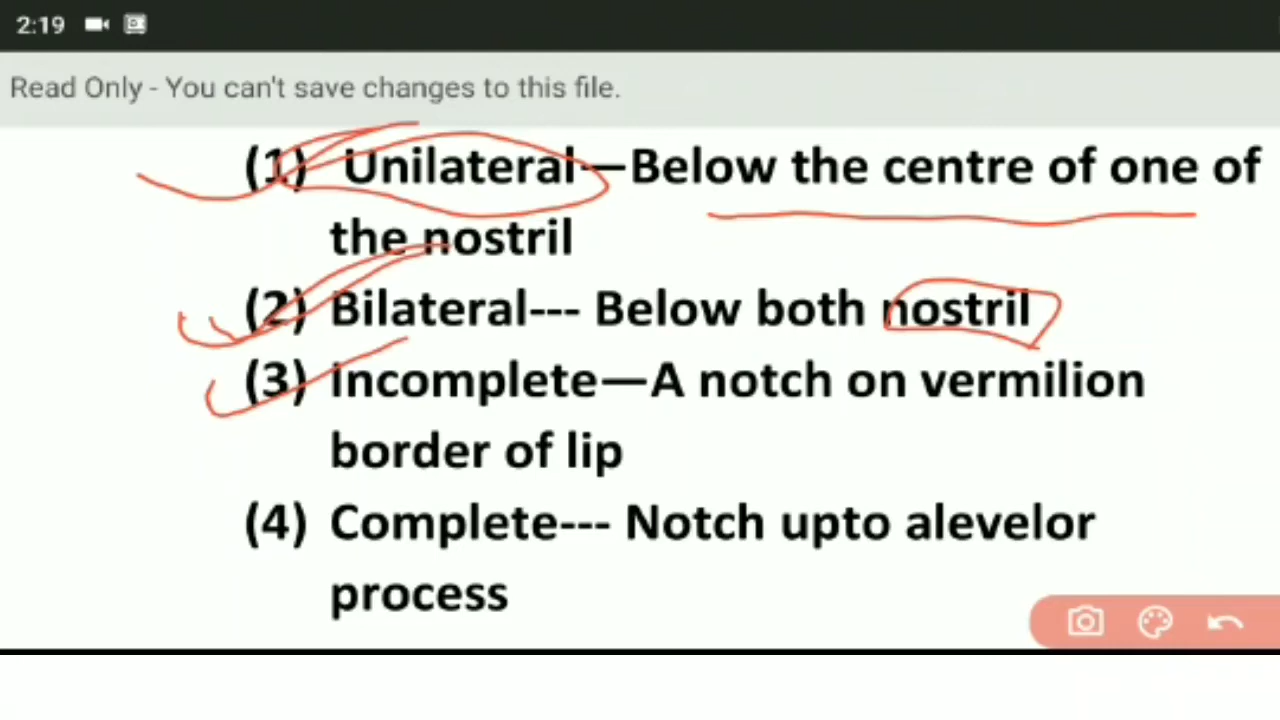 2:19
Read Only - You can't save changes to this file.
(1) Unilateral—Below the centre of one of
the nostril
(2) Bilateral--- Below both nostril
(3) Incomplete—A notch on vermilion
border of lip
(4) Complete--- Notch upto alevelor
process